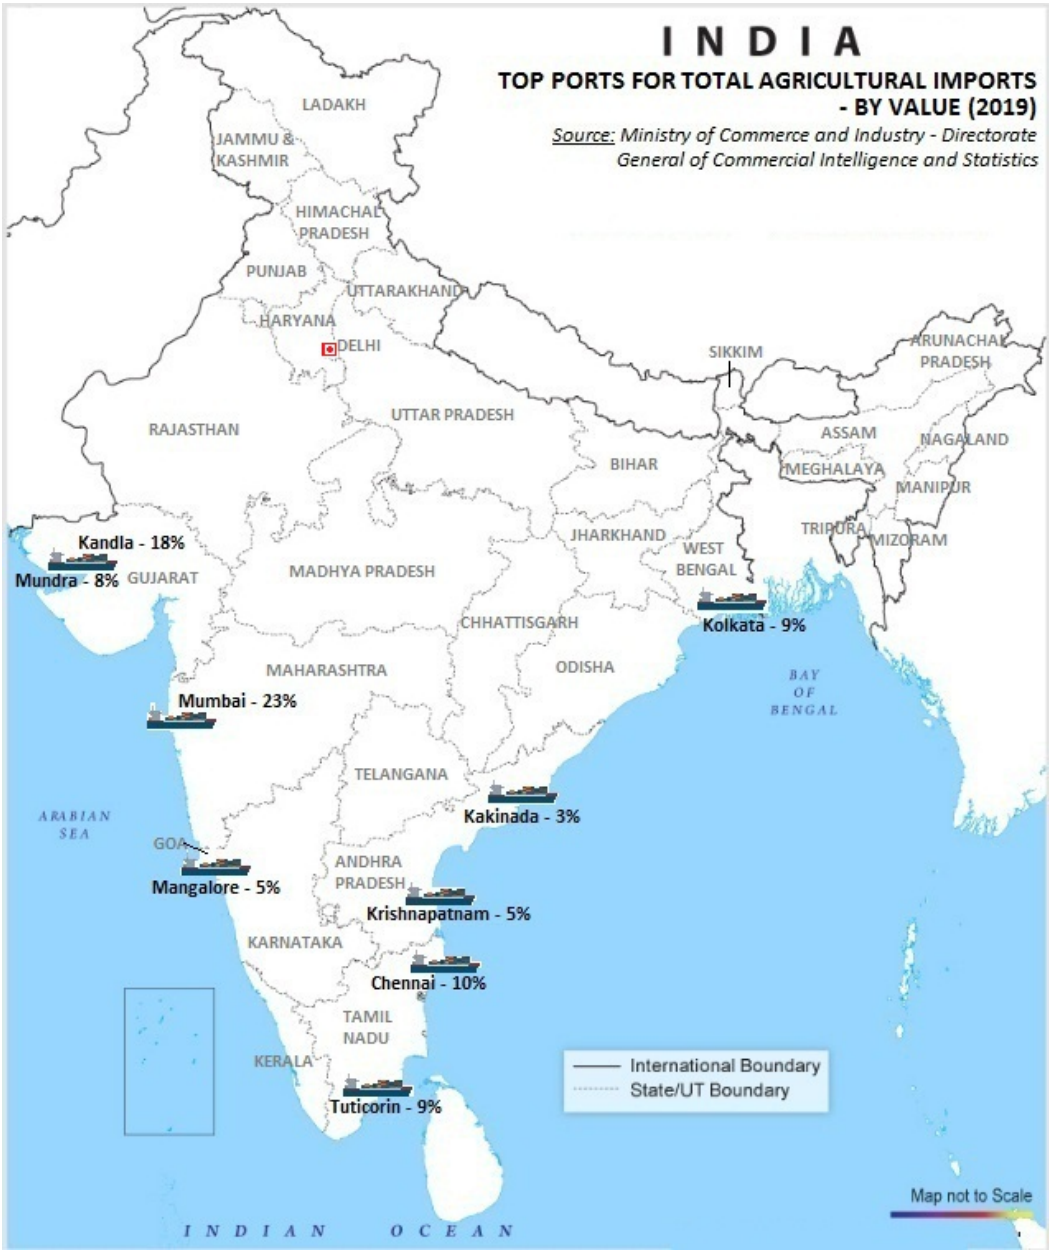 INDIA
TOP PORTS FOR TOTAL AGRICULTURAL IMPORTS
- BY VALUE (2019)
Source: Ministry of Commerce and Industry - Directorate
General of Commercial Intelligence and Statistics
LADAKH
JAMMU &
KASHMIR
HIMACHAL
PRADESH
PUNJAB
UTTARAKHAND
HARYANA
DELHI
SIKKIM
ARUNACHAL
PRADESH
RAJASTHAN
UTTAR PRADESH
ASSAM
NAGALAND
BIHAR
MEGHALAYA
MANIPUR
TRIPURA
MIZORAM
JHARKHAND
WEST
BENGAL
Kandla - 18%
Mundra - 8%
GUJARAT
MADHYA PRADESH
CHHATTISGARH
Kolkata - 9%
MAHARASHTRA
ODISHA
BAY
OF
BENGAL
Mumbai - 23%
TELANGANA
Kakinada - 3%
ARABIAN
SEA
GOA
Mangalore - 5%
ANDHRA
PRADESH
Krishnapatnam - 5%
KARNATAKA
Chennai - 10%
TAMIL
NADU
KERALA
Tuticorin - 9%
International Boundary
State/UT Boundary
Map not to Scale
INDIAN OCEAN